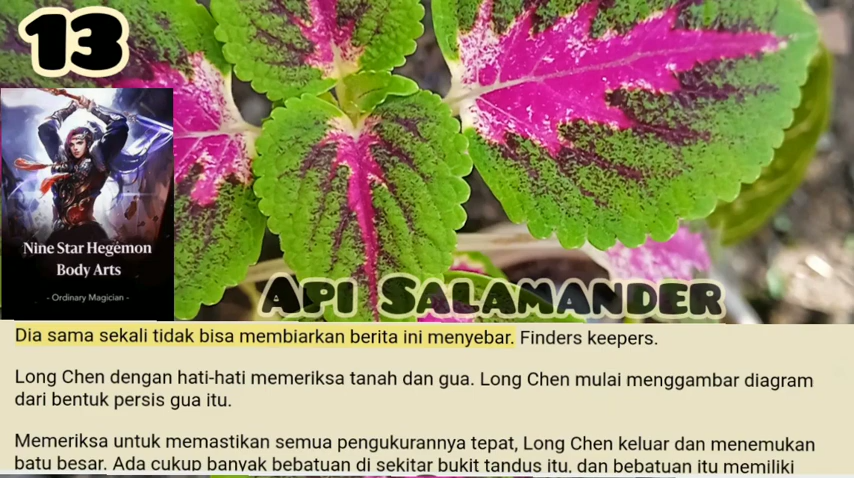 13
Nine Star Hegemon
Body Arts
- Ordinary Magician -
API SALAMANDER
Dia sama sekali tidak bisa membiarkan berita ini menyebar. Finders keepers.
Long Chen dengan hati-hati memeriksa tanah dan gua. Long Chen mulai menggambar diagram
dari bentuk persis gua itu.
Memeriksa untuk memastikan semua pengukurannya tepat, Long Chen keluar dan menemukan
batu besar. Ada cukup banyak bebatuan di sekitar bukit tandus itu, dan bebatuan itu memiliki